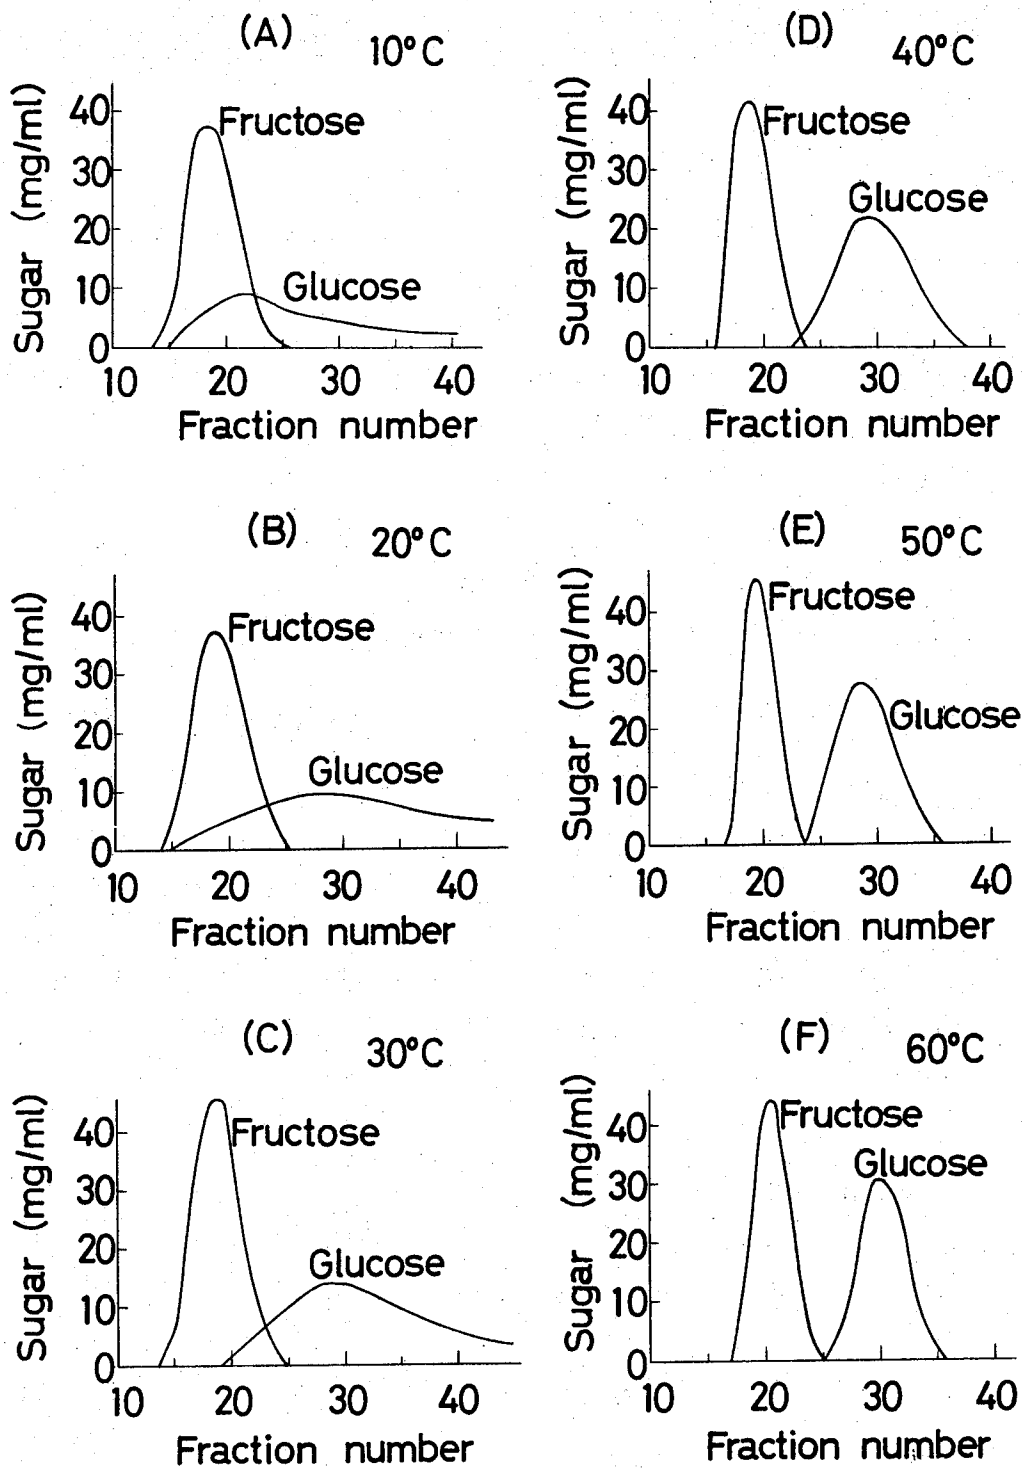 (A) 10°C
Sugar (mg/ml)
40
30
20
10
0
Fructose
Glucose
10 20 30 40
Fraction number
(B) 20°C
Sugar (mg/ml)
40
30
20
10
0
Fructose
Glucose
10 20 30 40
Fraction number
(C) 30°C
Sugar (mg/ml)
40
30
20
10
0
Fructose
Glucose
10 20 30 40
Fraction number
(D) 40°C
Sugar (mg/ml)
40
30
20
10
0
Fructose
Glucose
10 20 30 40
Fraction number
(E) 50°C
Sugar (mg/ml)
40
30
20
10
0
Fructose
Glucose
10 20 30 40
Fraction number
(F) 60°C
Sugar (mg/ml)
40
30
20
10
0
Fructose
Glucose
10 20 30 40
Fraction number